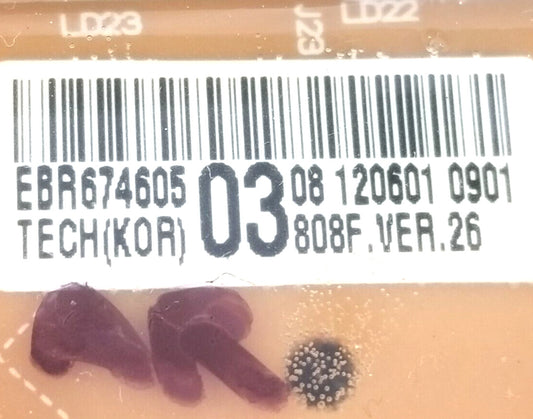 LD23
J23
LD22
EBR674605 03 08 120601 0901
TECH(KOR) 808F.VER.26